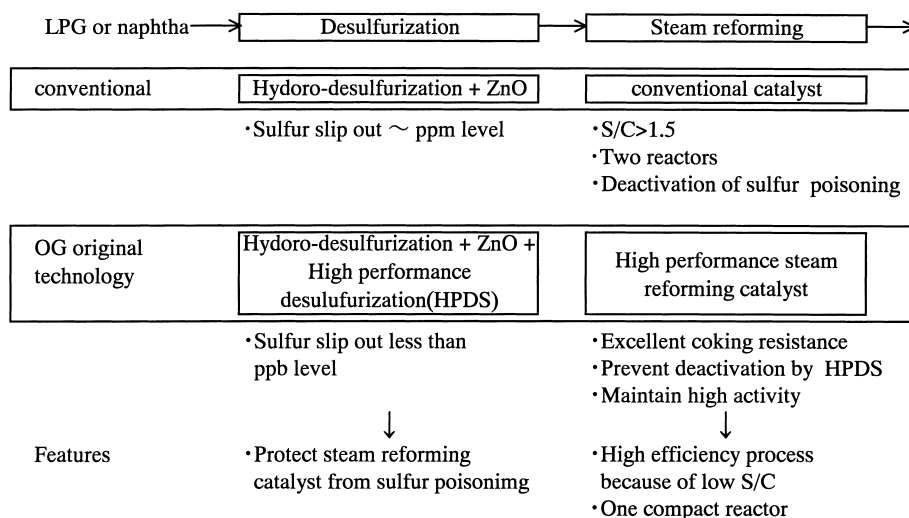 LPG or naphtha
Desulfurization
Steam reforming
conventional
Hydoro-desulfurization + ZnO
conventional catalyst
・Sulfur slip out ～ ppm level
・S/C>1.5
・Two reactors
・Deactivation of sulfur poisoning
OG original
technology
Hydoro-desulfurization + ZnO +
High performance
desulufurization(HPDS)
High performance steam
reforming catalyst
・Sulfur slip out less than
ppb level
・Excellent coking resistance
・Prevent deactivation by HPDS
・Maintain high activity
Features
・Protect steam reforming
catalyst from sulfur poisonimg
・High efficiency process
because of low S/C
・One compact reactor